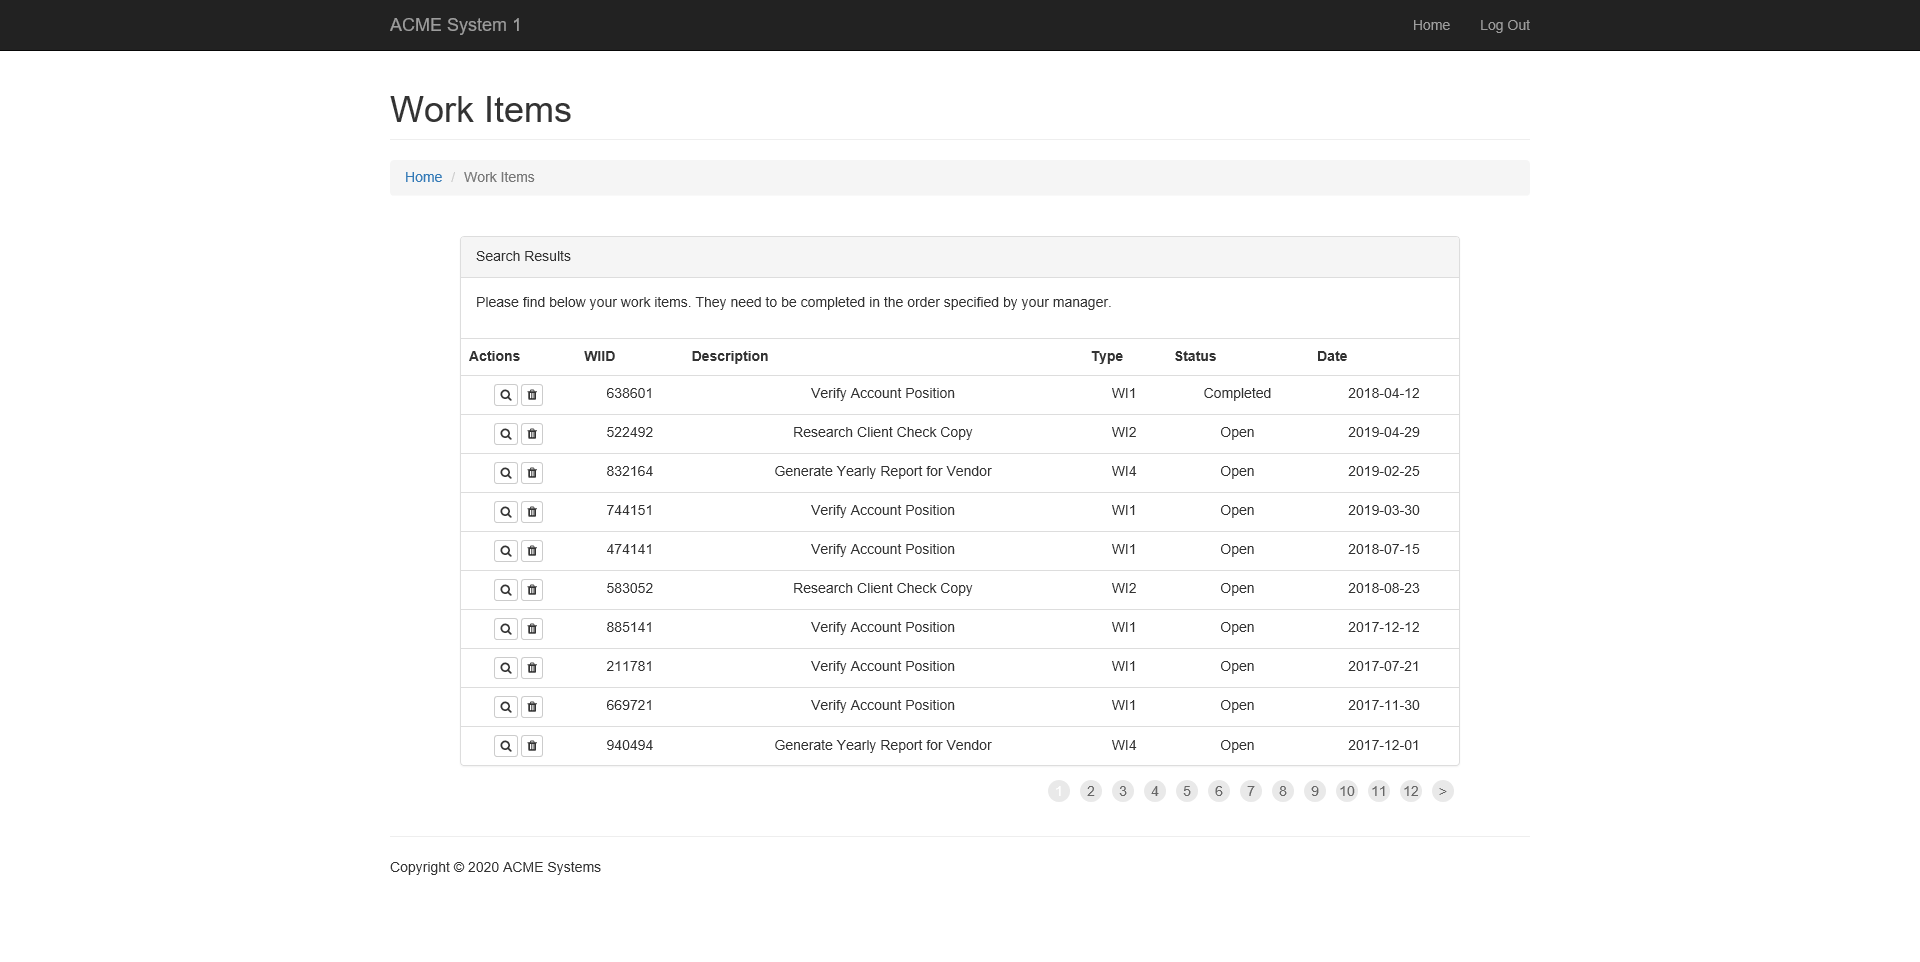 ACME System 1 Home Log Out
Work Items
Home / Work Items
Search Results
Please find below your work items. They need to be completed in the order specified by your manager.
Actions WIID Description Type Status Date
638601 Verify Account Position WI1 Completed 2018-04-12
522492 Research Client Check Copy WI2 Open 2019-04-29
832164 Generate Yearly Report for Vendor WI4 Open 2019-02-25
744151 Verify Account Position WI1 Open 2019-03-30
474141 Verify Account Position WI1 Open 2018-07-15
583052 Research Client Check Copy WI2 Open 2018-08-23
885141 Verify Account Position WI1 Open 2017-12-12
211781 Verify Account Position WI1 Open 2017-07-21
669721 Verify Account Position WI1 Open 2017-11-30
940494 Generate Yearly Report for Vendor WI4 Open 2017-12-01
1 2 3 4 5 6 7 8 9 10 11 12 >
Copyright © 2020 ACME Systems